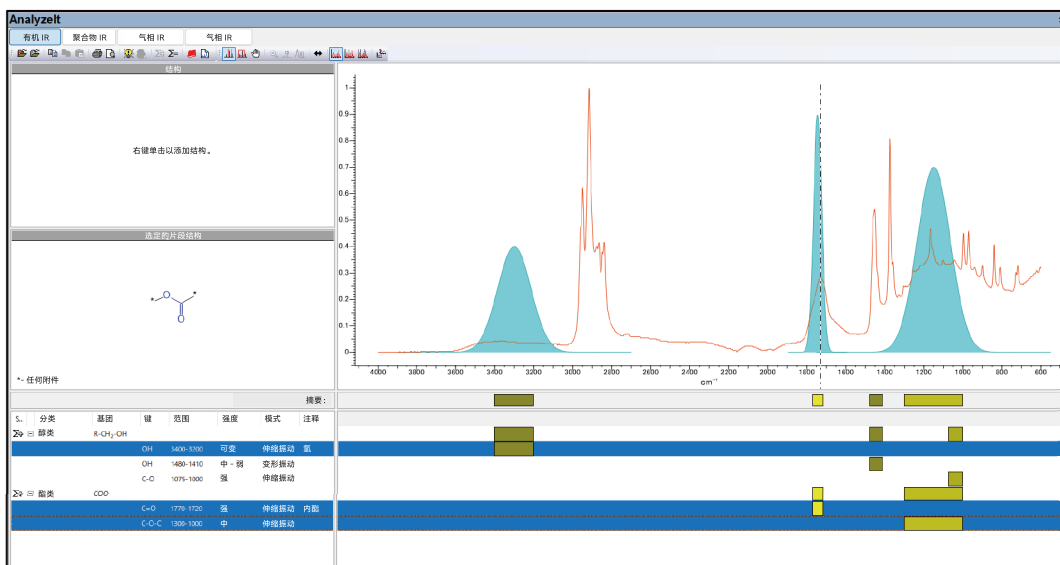 AnalyzeIt
有机 IR 聚合物 IR 气相 IR 气相 IR
结构
右键单击以添加结构。
选定的片段结构
* O *
O
*- 任何附件
1
0.9
0.8
0.7
0.6
0.5
0.4
0.3
0.2
0.1
0
4000 3800 3600 3400 3200 3000 2800 2600 2400 2200 2000 1800 1600 1400 1200 1000 800 600
cm⁻¹
摘要:
S.. 分类 基团 键 范围 强度 模式 注释
醇类 R-CH₂-OH
OH 3400-3200 可变 伸缩振动 氢
OH 1480-1410 中 - 弱 变形振动
C-O 1075-1000 强 伸缩振动
酯类 COO
C=O 1770-1720 强 伸缩振动 内酯
C-O-C 1300-1000 中 伸缩振动